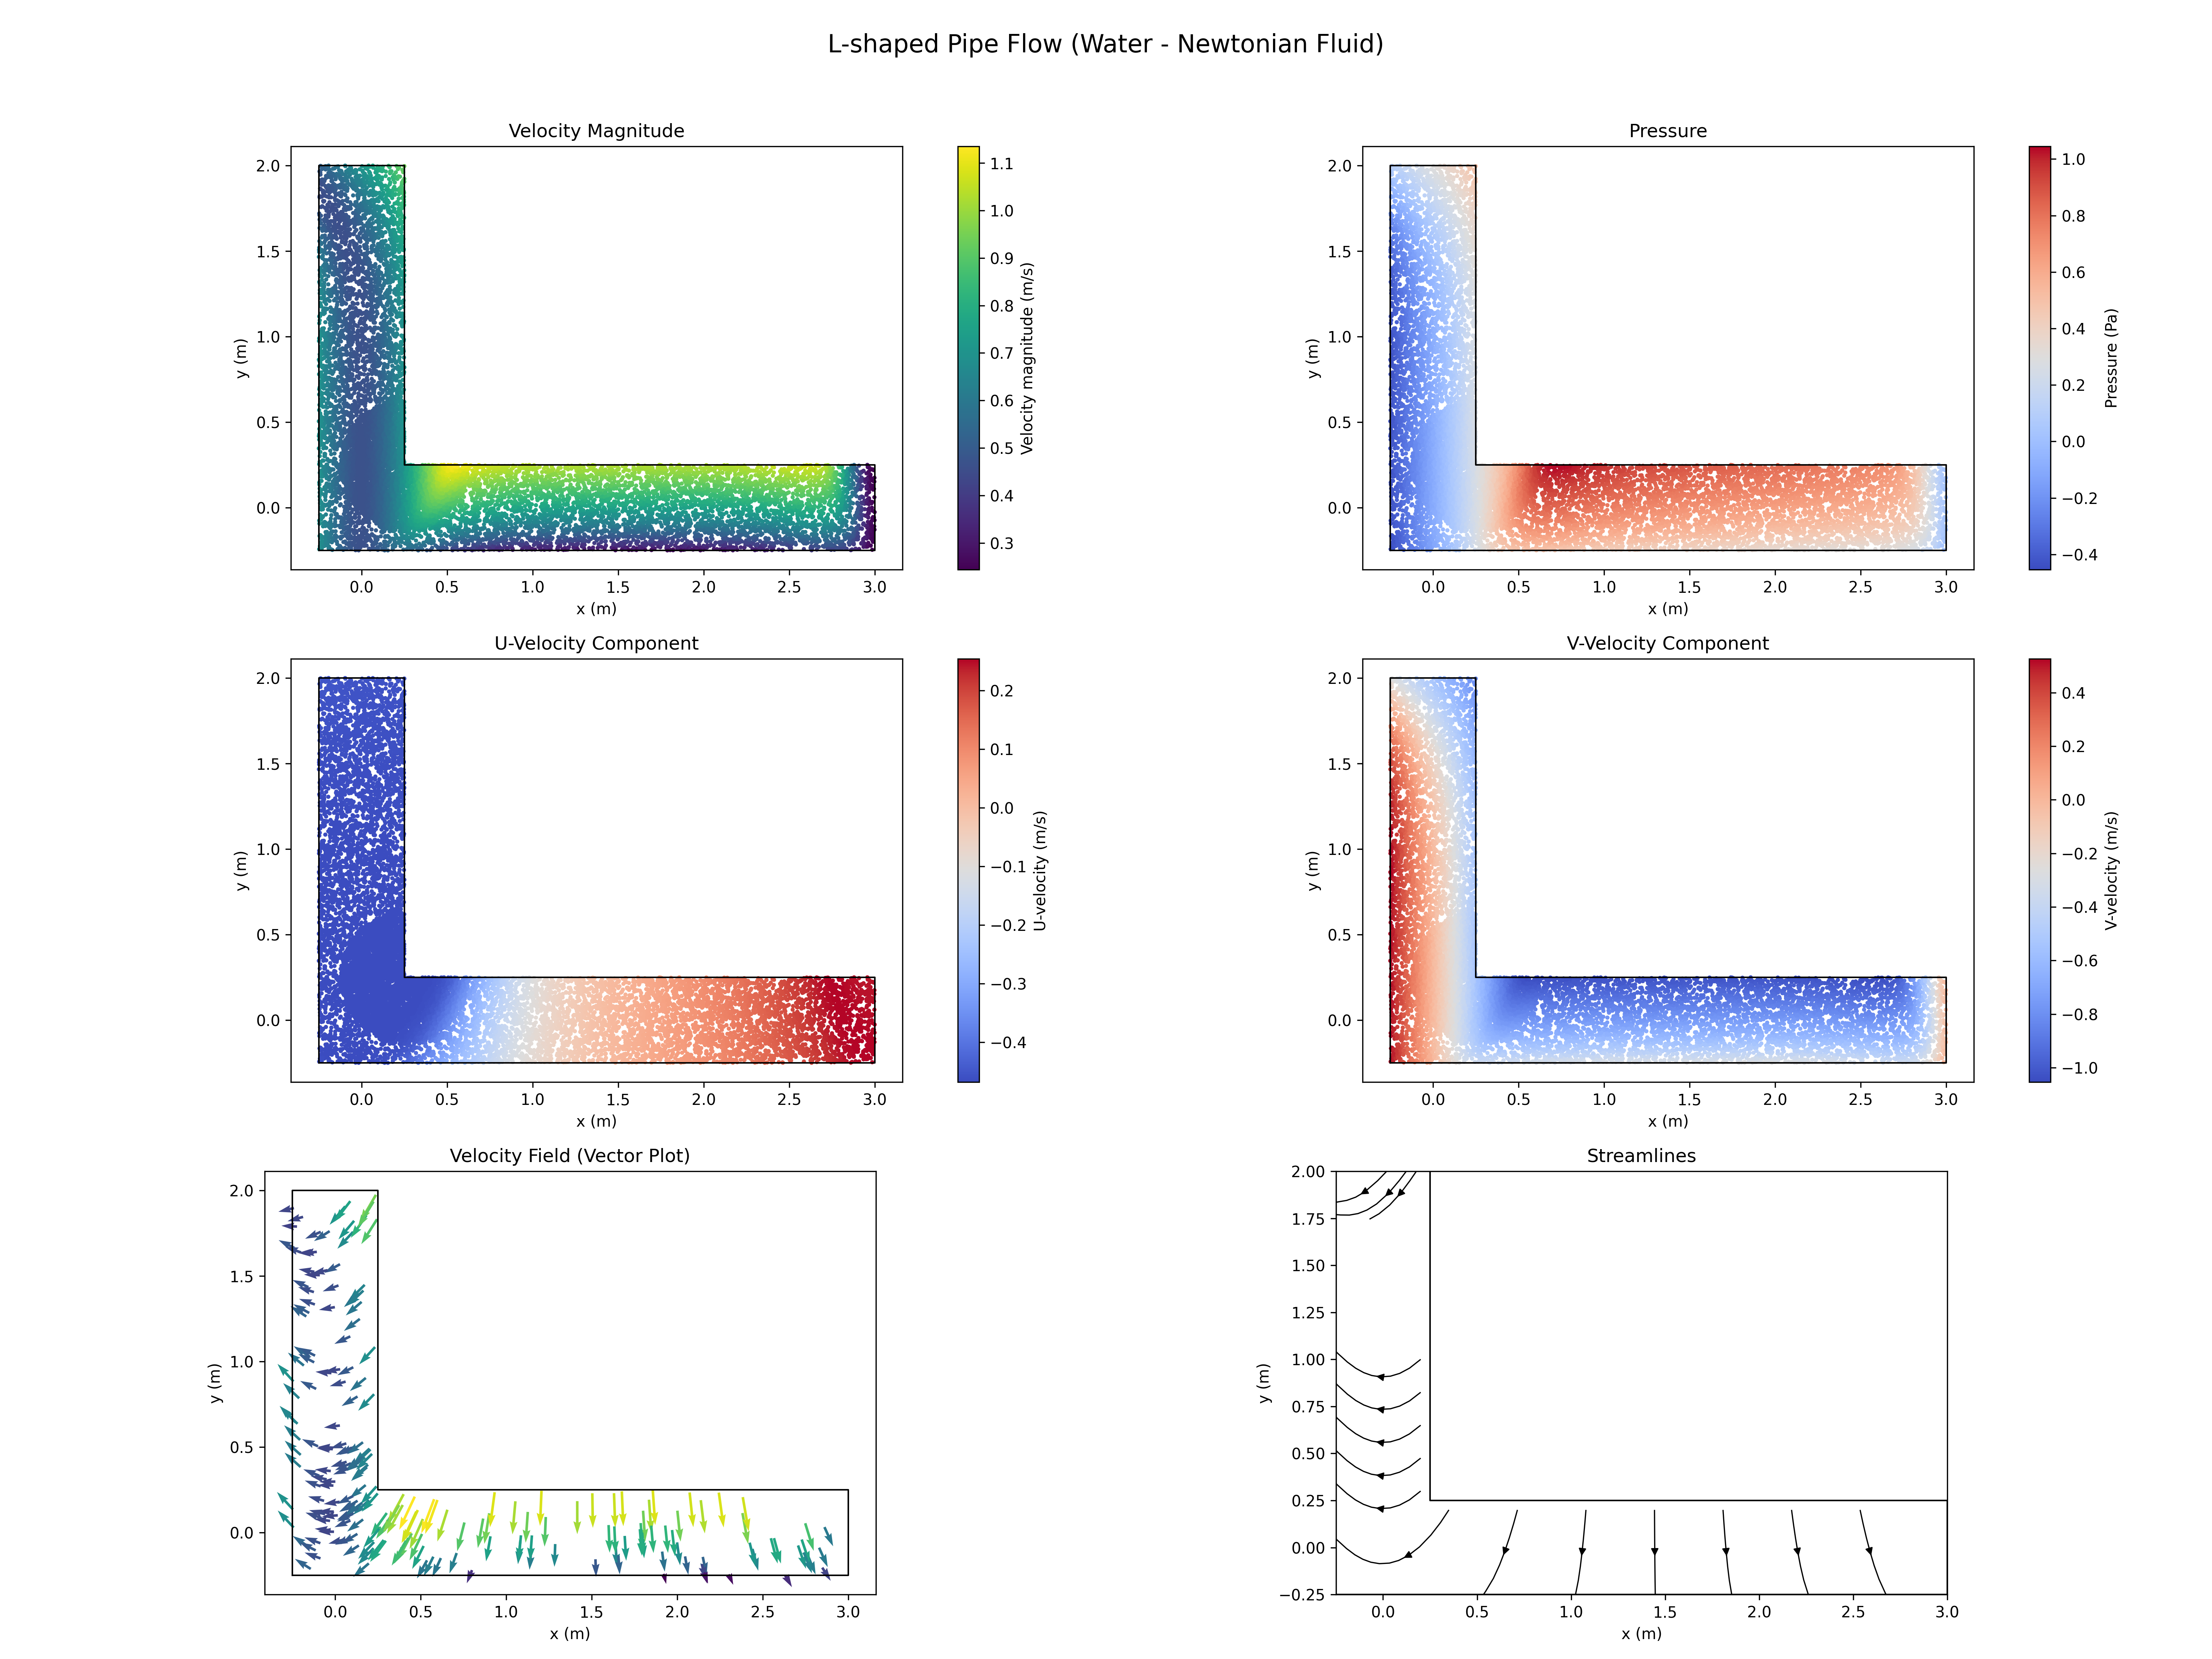 L-shaped Pipe Flow (Water - Newtonian Fluid)
Velocity Magnitude
2.0
1.5
1.0
0.5
0.0
y (m)
0.0 0.5 1.0 1.5 2.0 2.5 3.0
x (m)
1.1
1.0
0.9
0.8
0.7
0.6
0.5
0.4
0.3
Velocity magnitude (m/s)
Pressure
2.0
1.5
1.0
0.5
0.0
y (m)
0.0 0.5 1.0 1.5 2.0 2.5 3.0
x (m)
1.0
0.8
0.6
0.4
0.2
0.0
−0.2
−0.4
Pressure (Pa)
U-Velocity Component
2.0
1.5
1.0
0.5
0.0
y (m)
0.0 0.5 1.0 1.5 2.0 2.5 3.0
x (m)
0.2
0.1
0.0
−0.1
−0.2
−0.3
−0.4
U-velocity (m/s)
V-Velocity Component
2.0
1.5
1.0
0.5
0.0
y (m)
0.0 0.5 1.0 1.5 2.0 2.5 3.0
x (m)
0.4
0.2
0.0
−0.2
−0.4
−0.6
−0.8
−1.0
V-velocity (m/s)
Velocity Field (Vector Plot)
2.0
1.5
1.0
0.5
0.0
y (m)
0.0 0.5 1.0 1.5 2.0 2.5 3.0
x (m)
Streamlines
2.00
1.75
1.50
1.25
1.00
0.75
0.50
0.25
0.00
−0.25
y (m)
0.0 0.5 1.0 1.5 2.0 2.5 3.0
x (m)